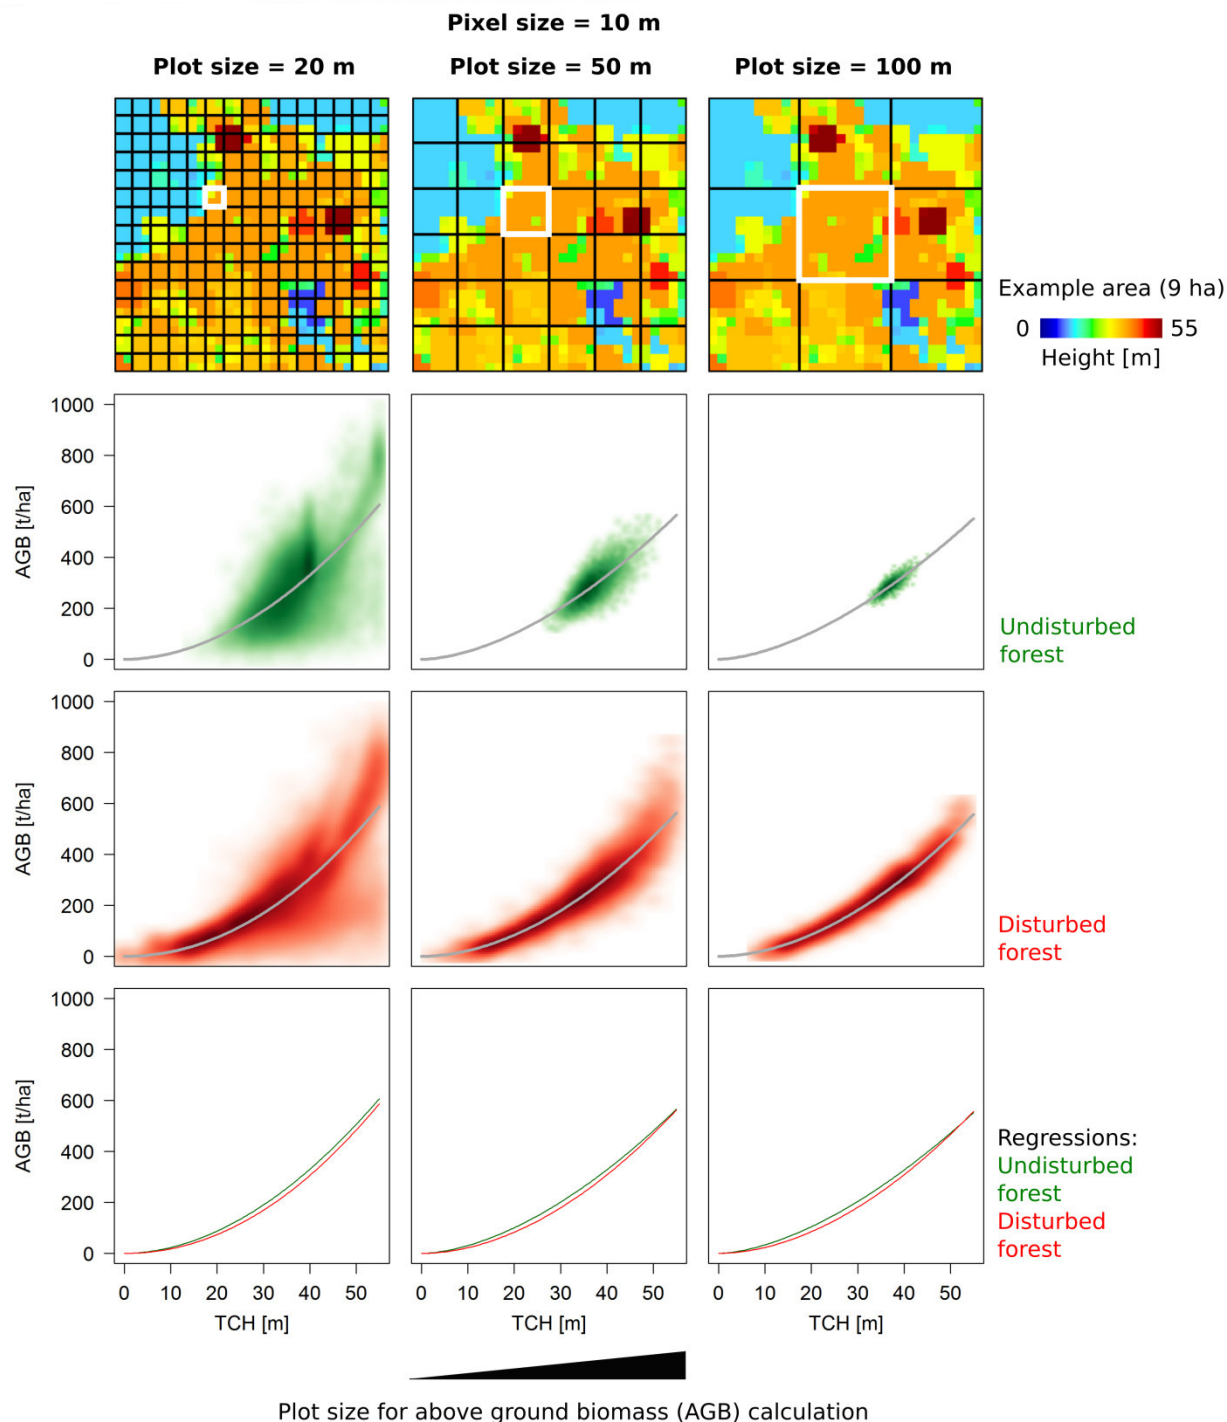 Pixel size = 10 m
Plot size = 20 m
Plot size = 50 m
Plot size = 100 m
Example area (9 ha)
0
55
Height [m]
1000
800
600
400
200
0
AGB [t/ha]
Undisturbed
forest
1000
800
600
400
200
0
AGB [t/ha]
Disturbed
forest
1000
800
600
400
200
0
AGB [t/ha]
Regressions:
Undisturbed
forest
Disturbed
forest
0 10 20 30 40 50
0 10 20 30 40 50
0 10 20 30 40 50
TCH [m]
TCH [m]
TCH [m]
Plot size for above ground biomass (AGB) calculation